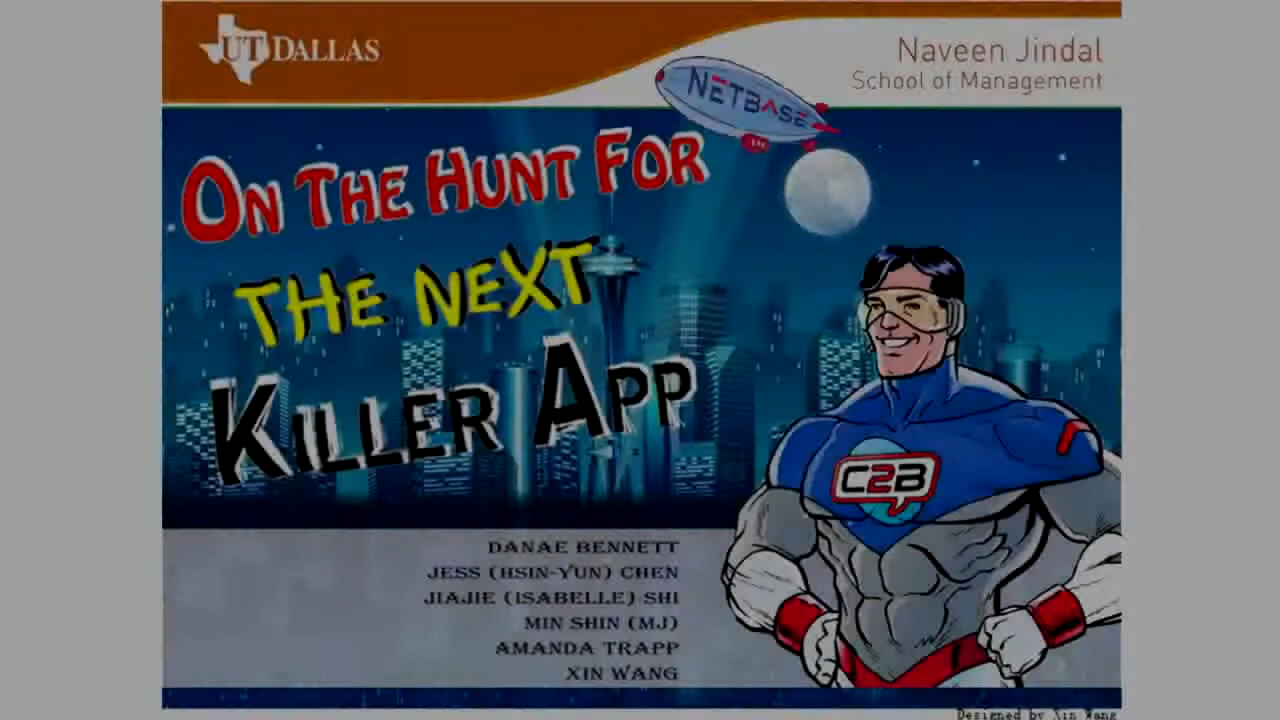 UT DALLAS
Naveen Jindal
School of Management
NETBASE
ON THE HUNT FOR
THE NEXT
KILLER APP
C2B
DANAE BENNETT
JESS (HSIN-YUN) CHEN
JIAJIE (ISABELLE) SHI
MIN SHIN (MJ)
AMANDA TRAPP
XIN WANG
Designed by Xin Wang